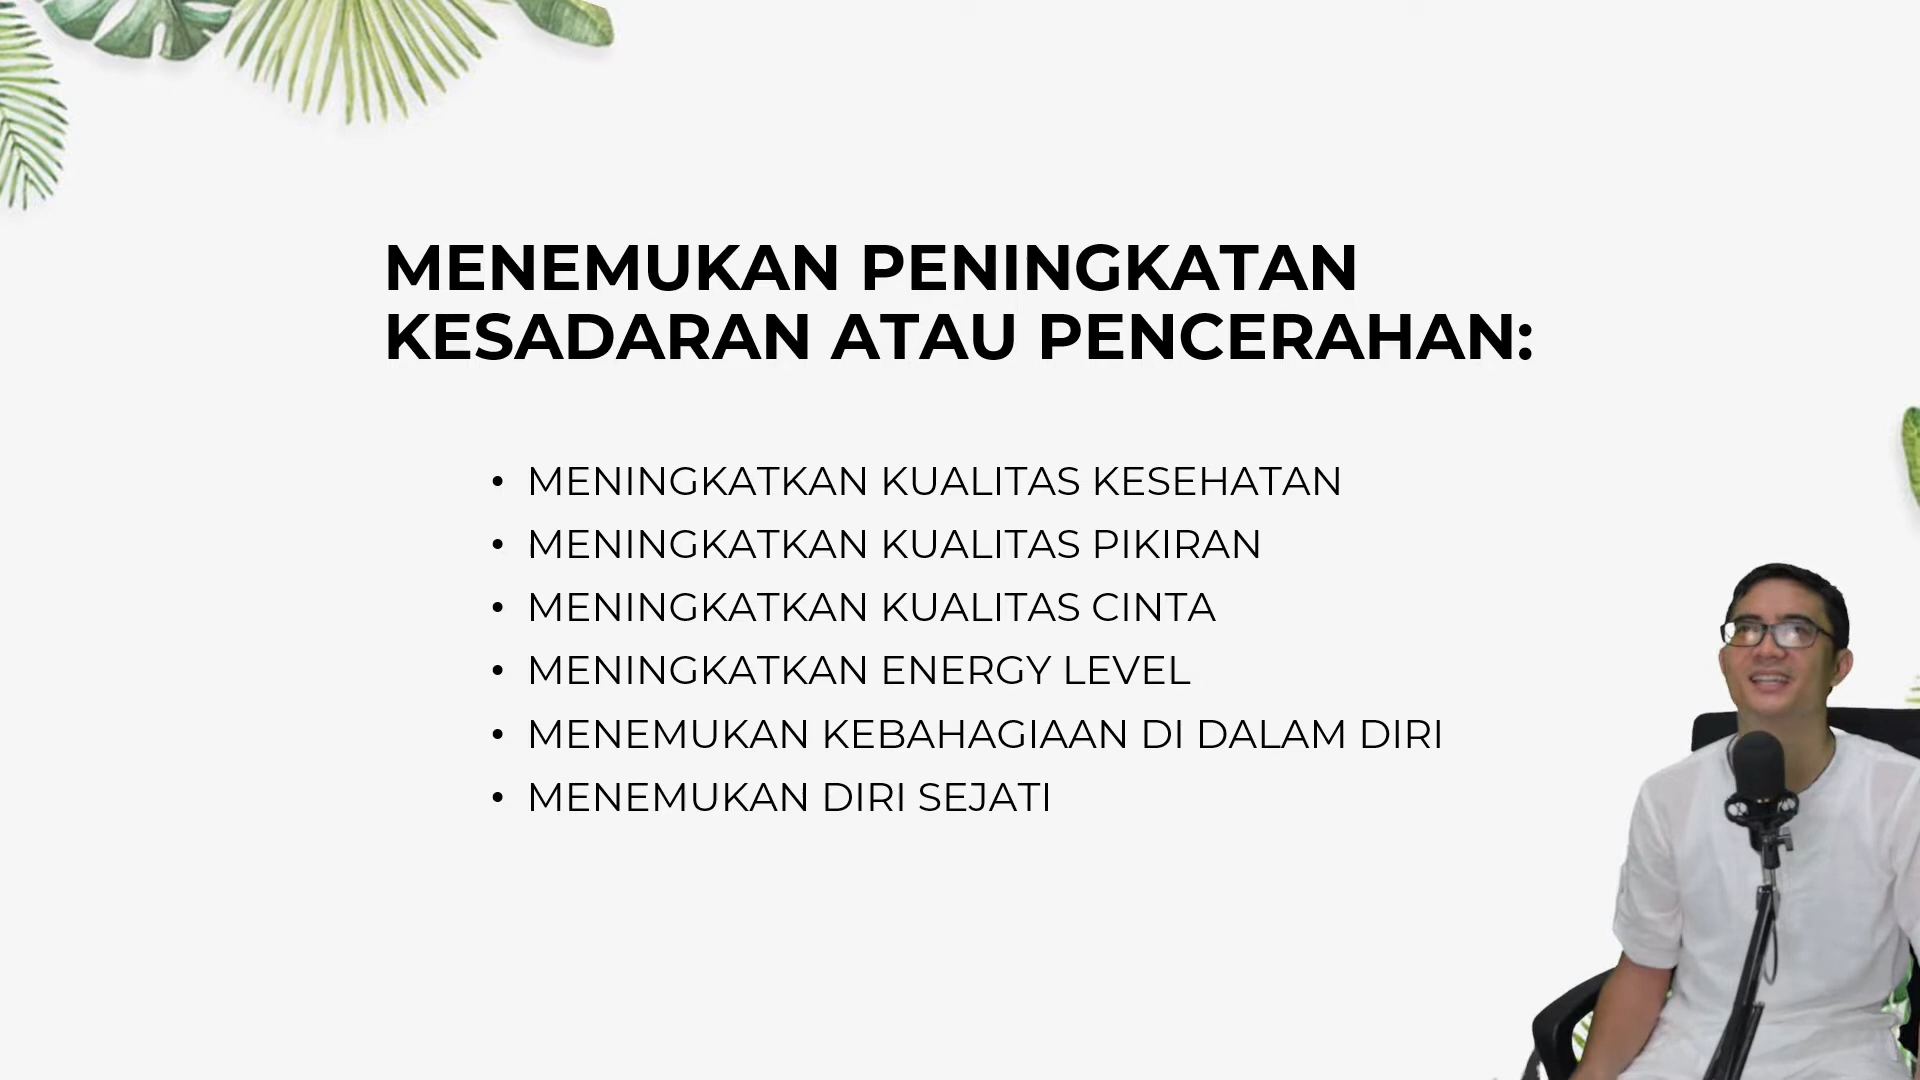 MENEMUKAN PENINGKATAN
KESADARAN ATAU PENCERAHAN:
• MENINGKATKAN KUALITAS KESEHATAN
• MENINGKATKAN KUALITAS PIKIRAN
• MENINGKATKAN KUALITAS CINTA
• MENINGKATKAN ENERGY LEVEL
• MENEMUKAN KEBAHAGIAAN DI DALAM DIRI
• MENEMUKAN DIRI SEJATI